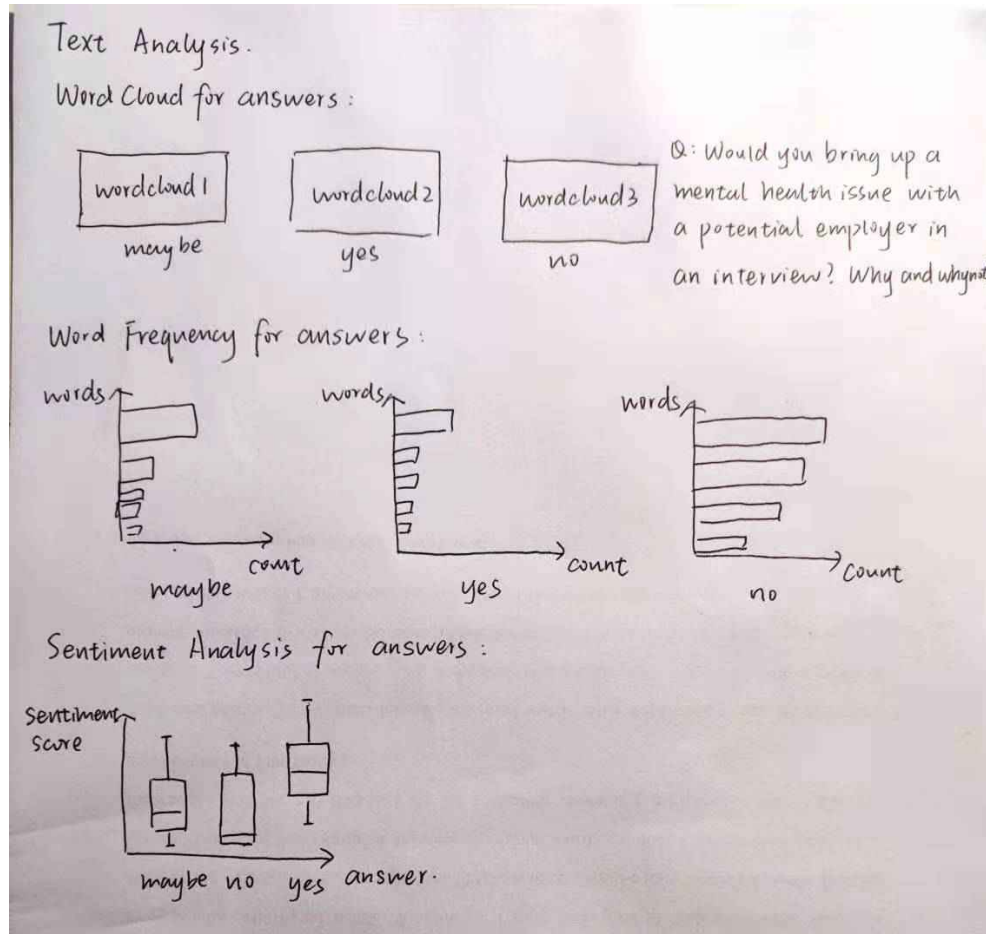 Text Analysis.
Word Cloud for answers:
wordcloud1
maybe
wordcloud2
yes
wordcloud3
no
Q: Would you bring up a
mental health issue with
a potential employer in
an interview? Why and whynot
Word Frequency for answers:
words
count
maybe
words
count
yes
words
count
no
Sentiment Analysis for answers:
Sentiment
score
maybe no yes answer.